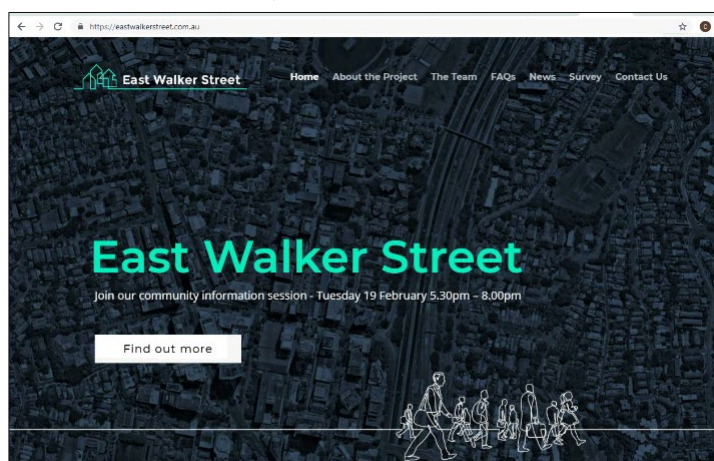 https://eastwalkerstreet.com.au
East Walker Street
Home About the Project The Team FAQs News Survey Contact Us
East Walker Street
Join our community information session - Tuesday 19 February 5.30pm – 8.00pm
Find out more